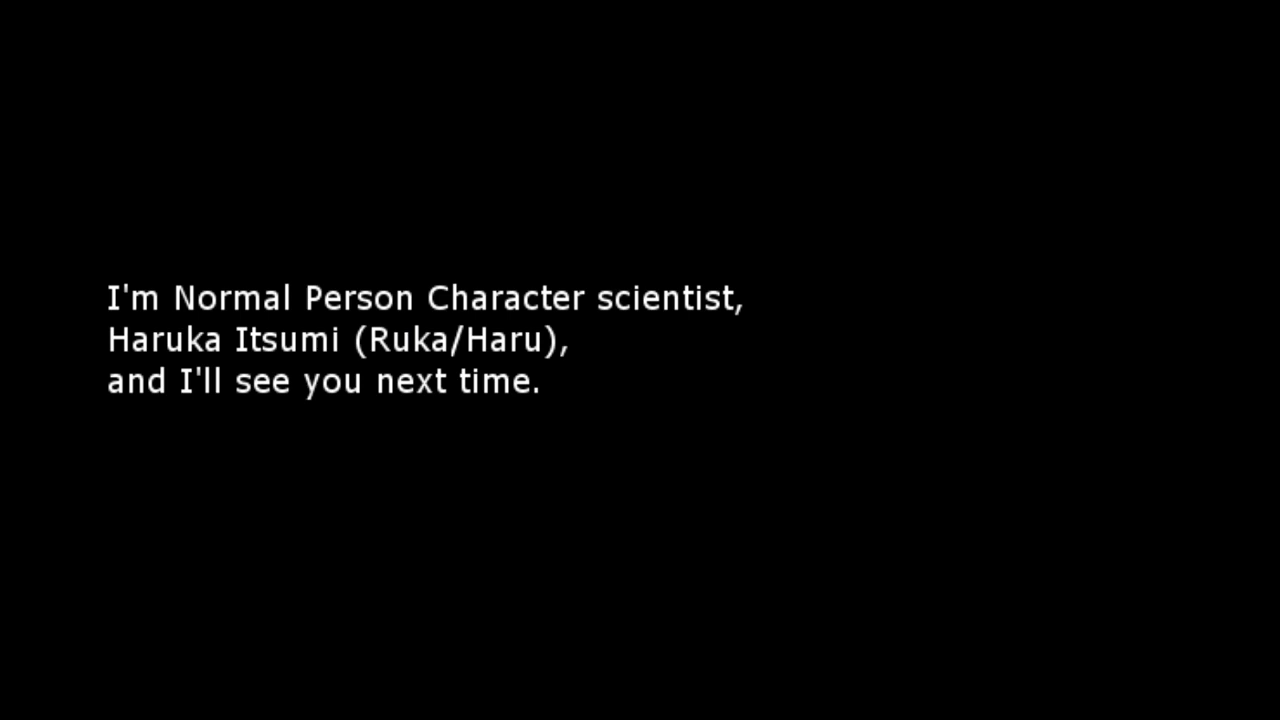 I'm Normal Person Character scientist,
Haruka Itsumi (Ruka/Haru),
and I'll see you next time.